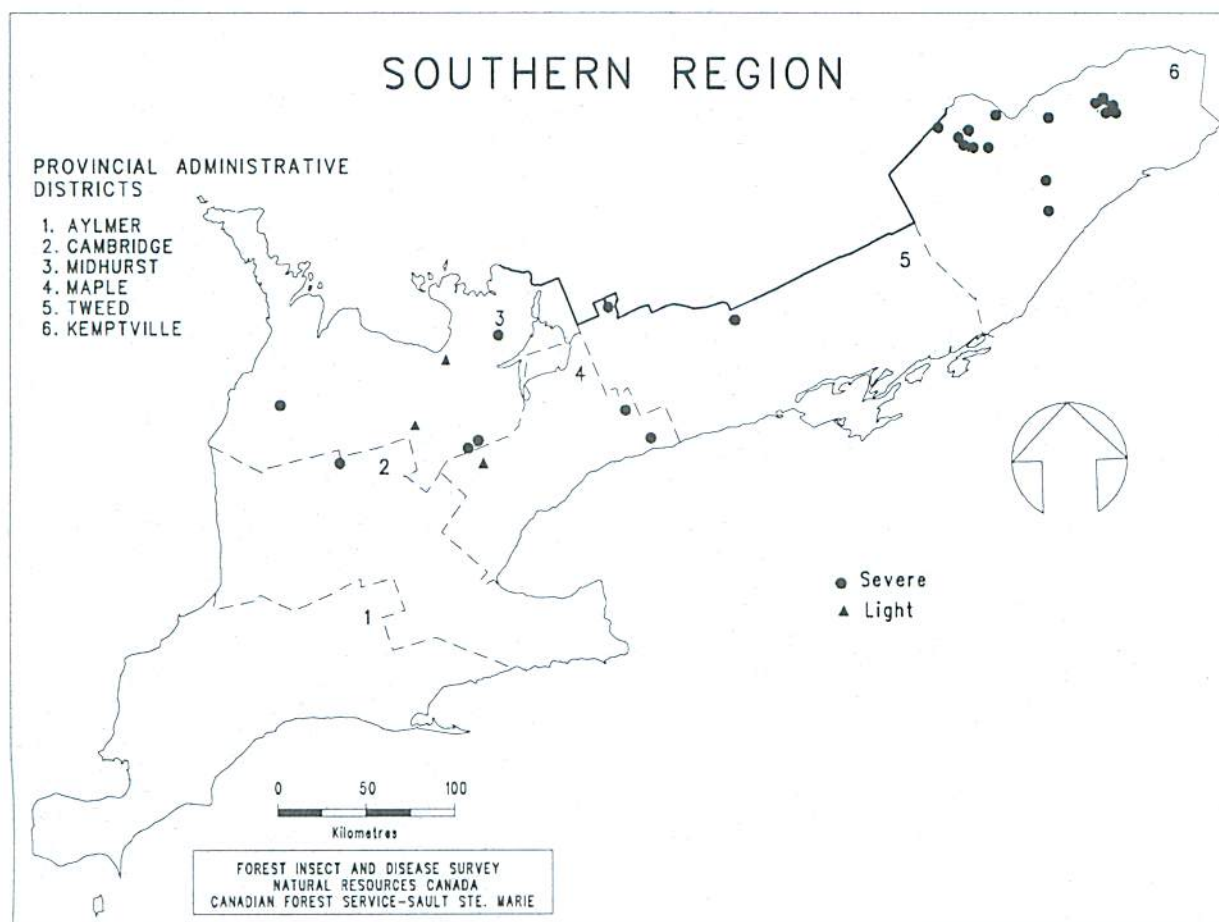 SOUTHERN REGION
PROVINCIAL ADMINISTRATIVE
DISTRICTS
1. AYLMER
2. CAMBRIDGE
3. MIDHURST
4. MAPLE
5. TWEED
6. KEMPTVILLE
6
5
3
4
2
1
Severe
Light
0 50 100
Kilometres
FOREST INSECT AND DISEASE SURVEY
NATURAL RESOURCES CANADA
CANADIAN FOREST SERVICE-SAULT STE. MARIE